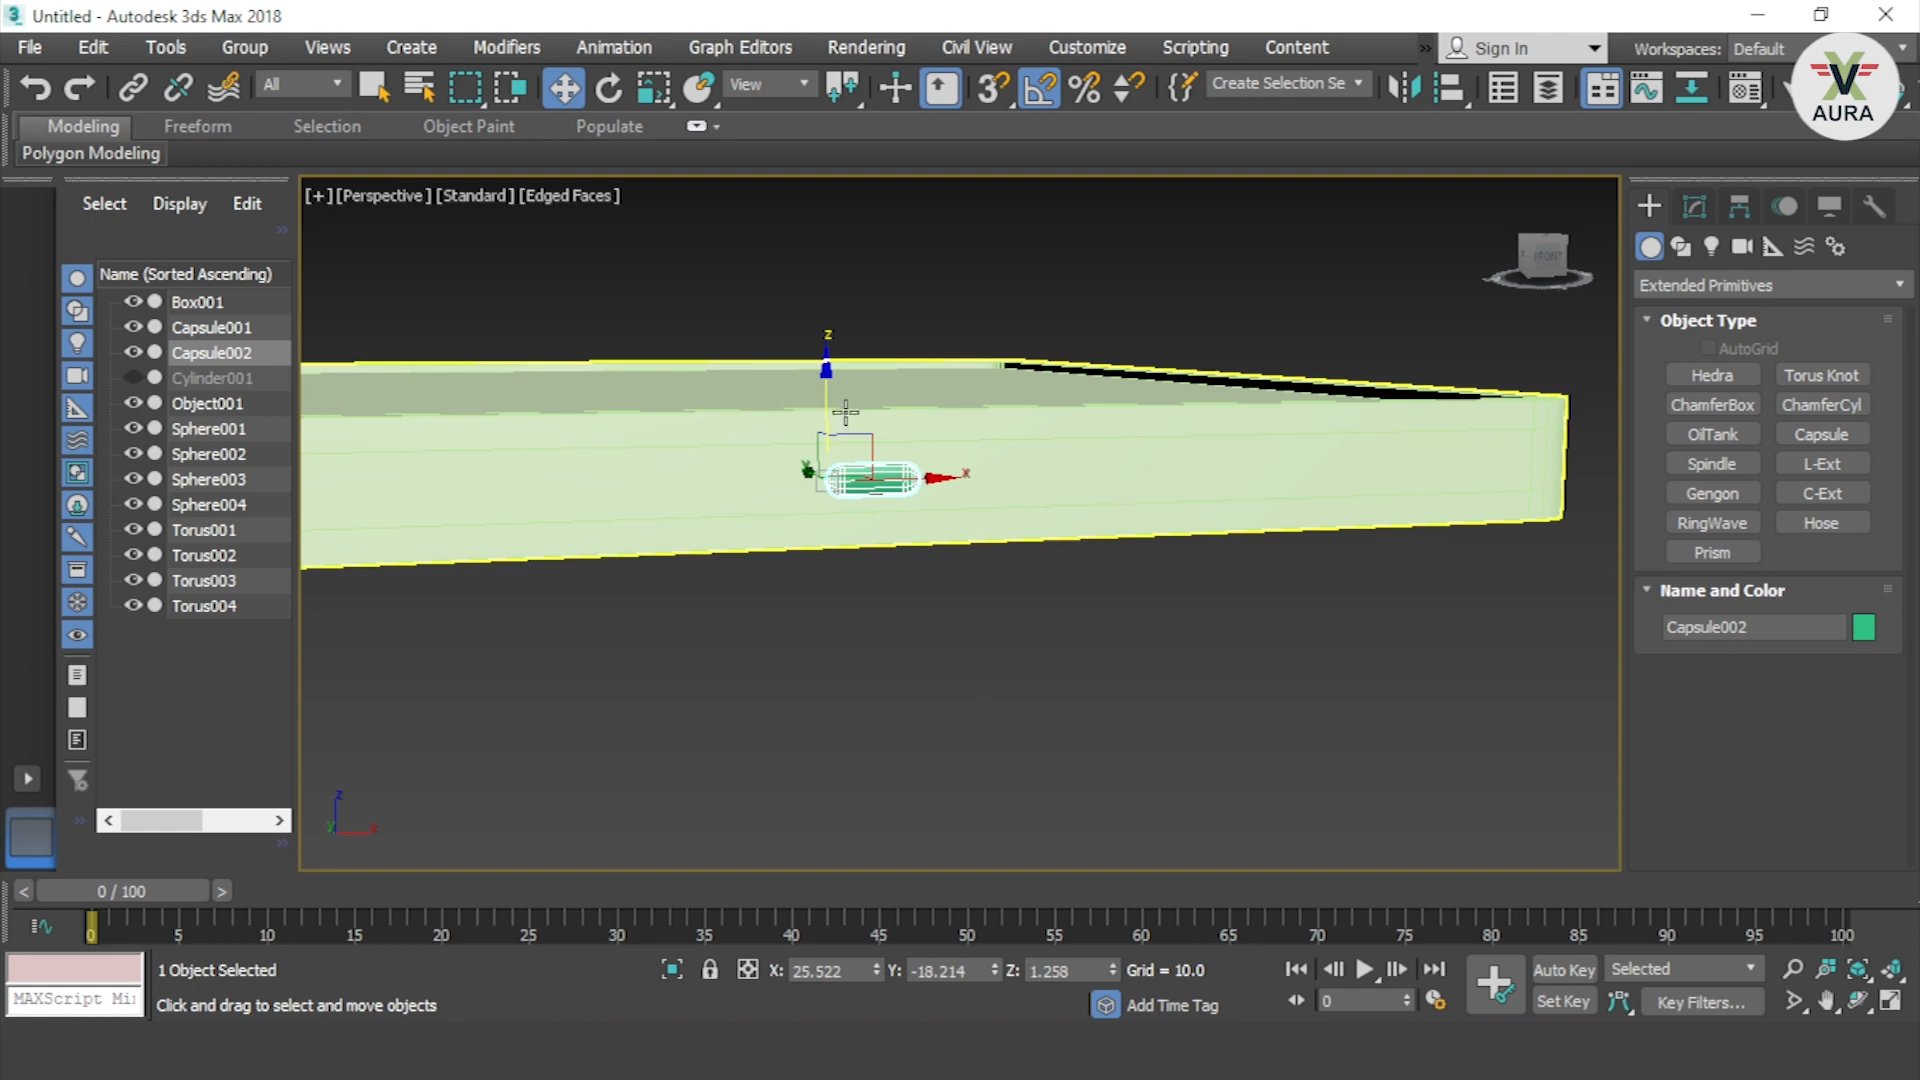 Untitled - Autodesk 3ds Max 2018
File Edit Tools Group Views Create Modifiers Animation Graph Editors Rendering Civil View Customize Scripting Content » Sign In Workspaces: Default
All View Create Selection Se
AURA
Modeling Freeform Selection Object Paint Populate
Polygon Modeling
Select Display Edit
[+] [Perspective] [Standard] [Edged Faces]
Name (Sorted Ascending)
Box001
Capsule001
Capsule002
Cylinder001
Object001
Sphere001
Sphere002
Sphere003
Sphere004
Torus001
Torus002
Torus003
Torus004
z
x
y
FRONT
z
y
x
Extended Primitives
Object Type
AutoGrid
Hedra Torus Knot
ChamferBox ChamferCyl
OilTank Capsule
Spindle L-Ext
Gengon C-Ext
RingWave Hose
Prism
Name and Color
Capsule002
< 0 / 100 >
0 5 10 15 20 25 30 35 40 45 50 55 60 65 70 75 80 85 90 95 100
1 Object Selected X: 25.522 Y: -18.214 Z: 1.258 Grid = 10.0 Auto Key Selected
MAXScript Mi Click and drag to select and move objects Add Time Tag 0 Set Key Key Filters...